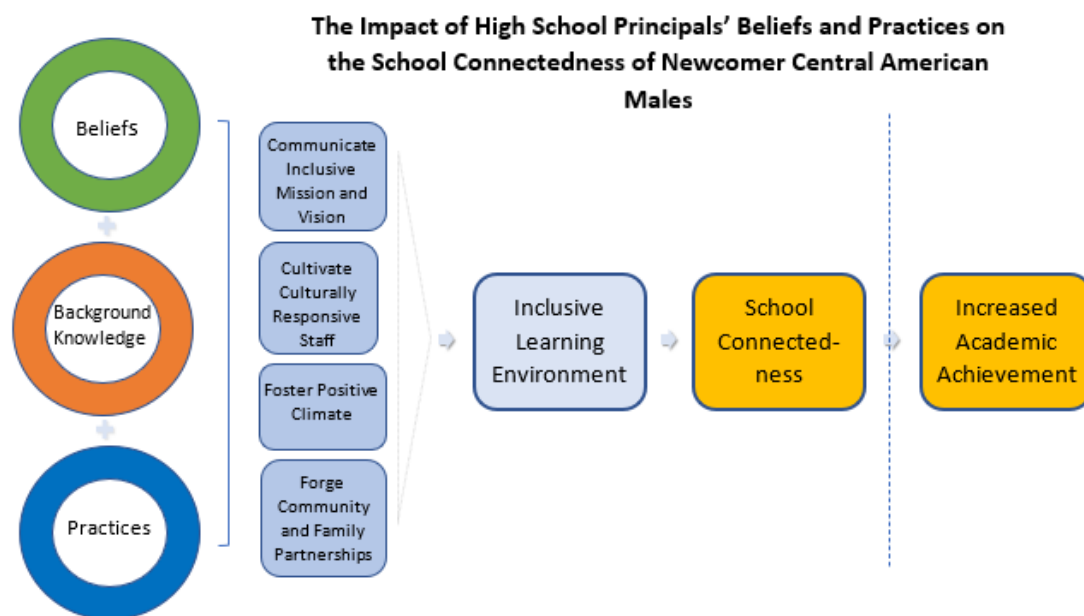 The Impact of High School Principals’ Beliefs and Practices on
the School Connectedness of Newcomer Central American
Males
Beliefs
Background
Knowledge
Practices
Communicate
Inclusive
Mission and
Vision
Cultivate
Culturally
Responsive
Staff
Foster Positive
Climate
Forge
Community
and Family
Partnerships
Inclusive
Learning
Environment
School
Connected-
ness
Increased
Academic
Achievement